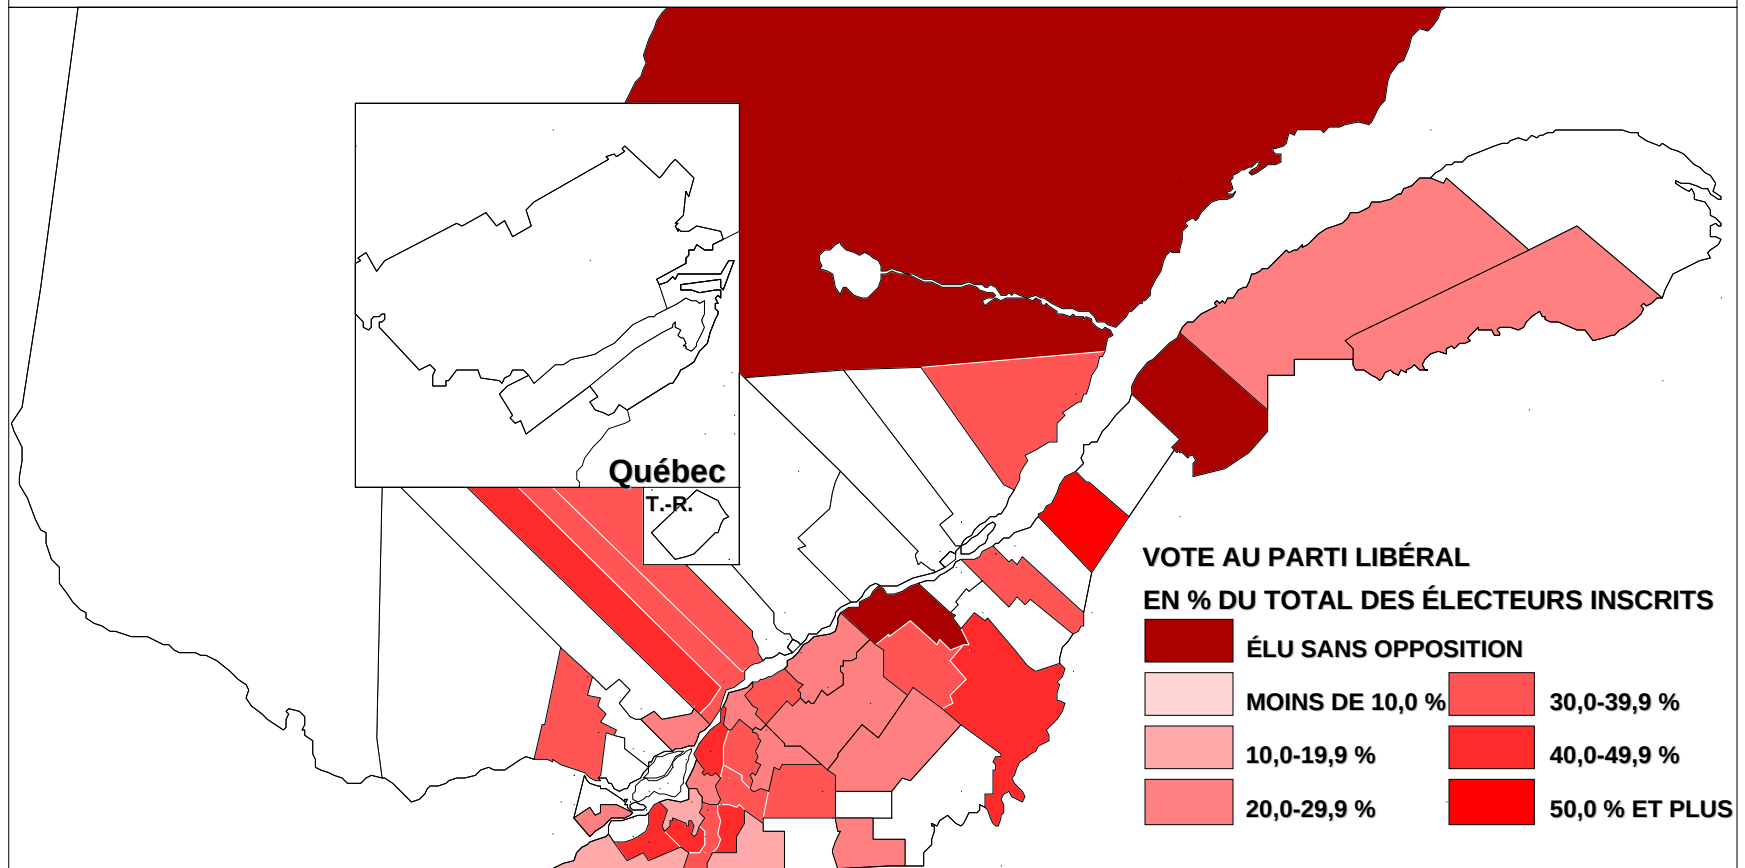 Québec
T.-R.
VOTE AU PARTI LIBÉRAL
EN % DU TOTAL DES ÉLECTEURS INSCRITS
ÉLU SANS OPPOSITION
MOINS DE 10,0 %
30,0-39,9 %
10,0-19,9 %
40,0-49,9 %
20,0-29,9 %
50,0 % ET PLUS